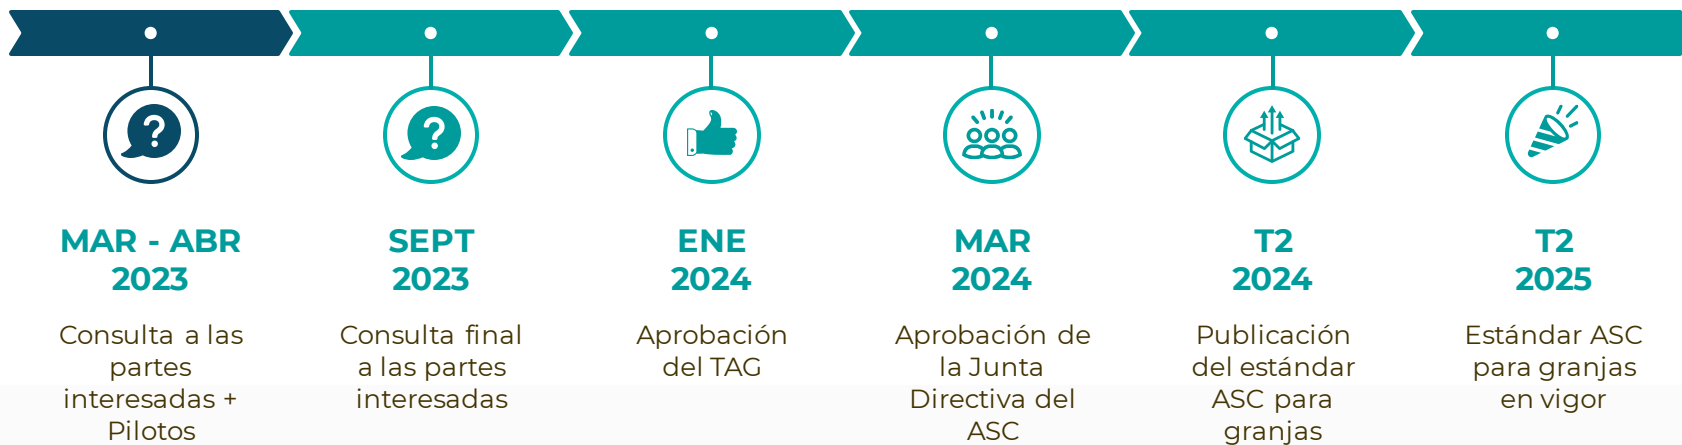 MAR - ABR
2023
Consulta a las
partes
interesadas +
Pilotos
SEPT
2023
Consulta final
a las partes
interesadas
ENE
2024
Aprobación
del TAG
MAR
2024
Aprobación de
la Junta
Directiva del
ASC
T2
2024
Publicación
del estándar
ASC para
granjas
T2
2025
Estándar ASC
para granjas
en vigor